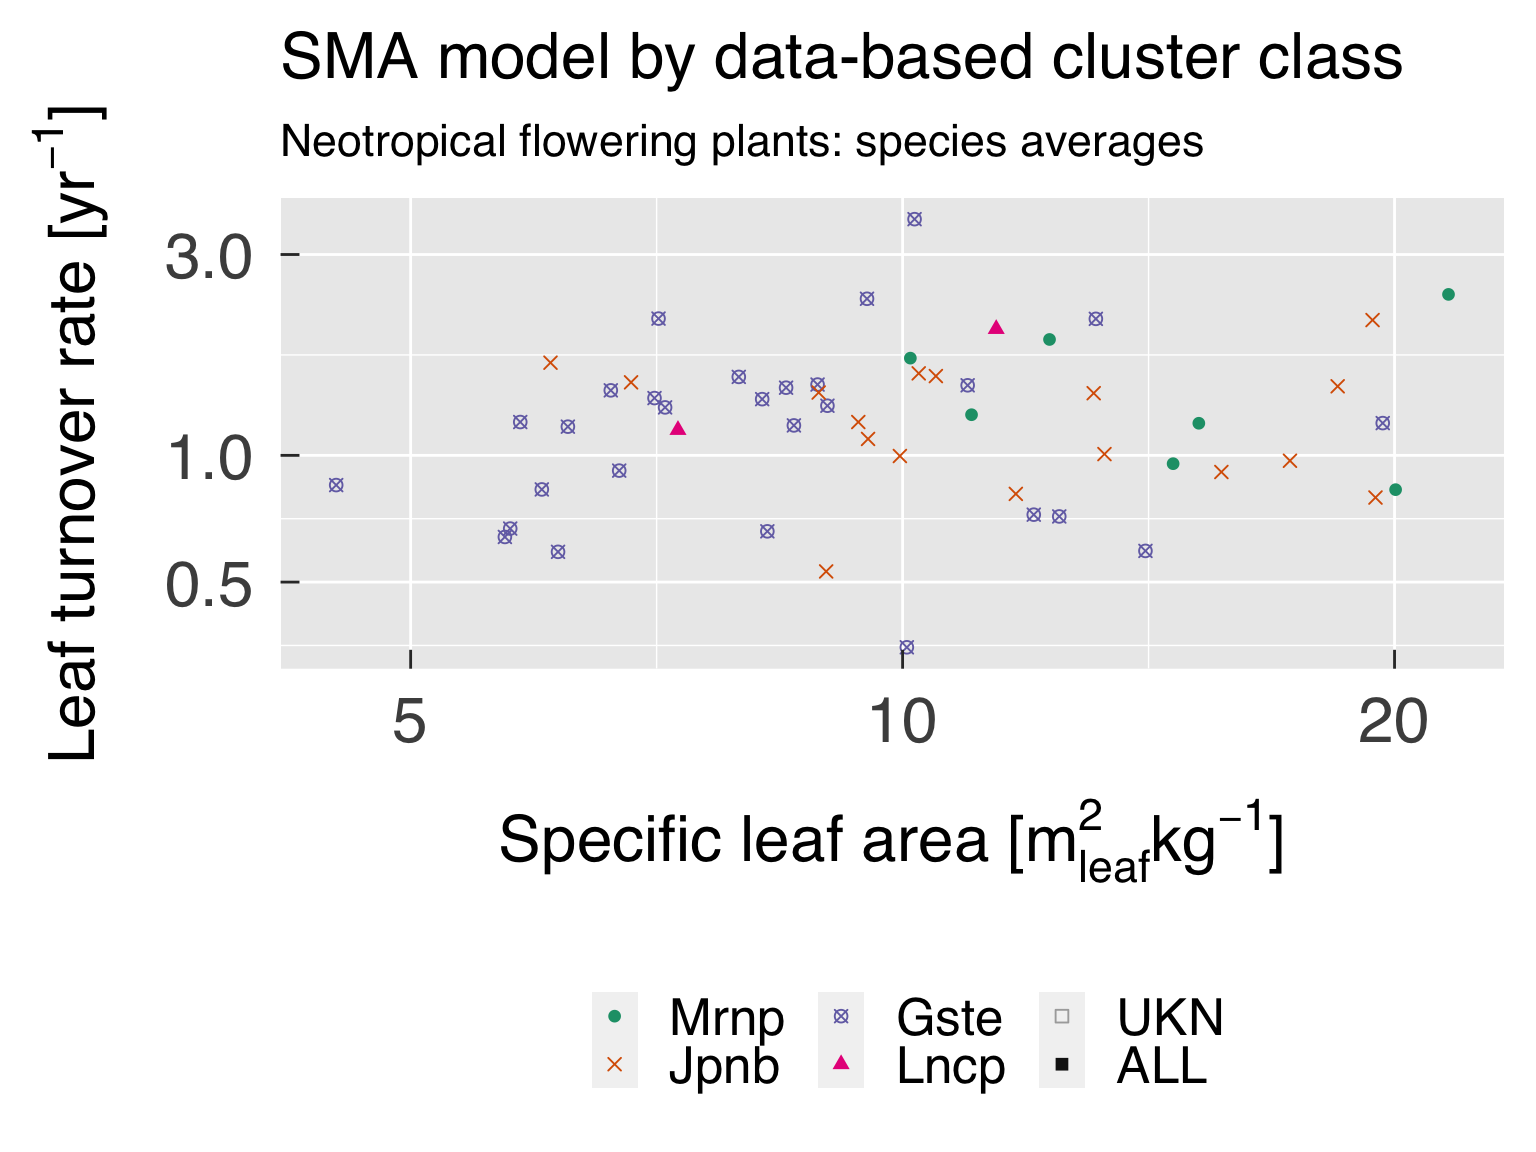 SMA model by data-based cluster class
Neotropical flowering plants: species averages
Leaf turnover rate [yr⁻¹]
3.0
1.0
0.5
5 10 20
Specific leaf area [m²leafkg⁻¹]
Mrnp Gste UKN
Jpnb Lncp ALL